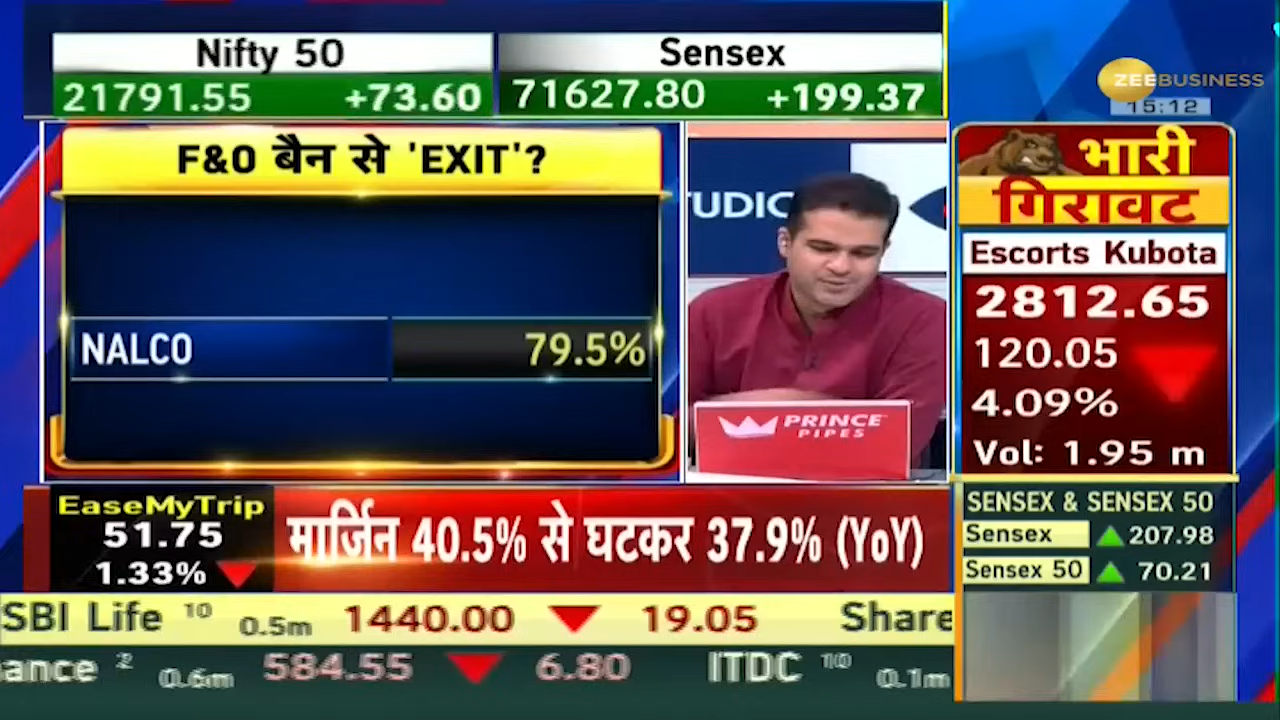 Nifty 50
21791.55 +73.60
Sensex
71627.80 +199.37
ZEEBUSINESS
15:12
F&O बैन से 'EXIT'?
NALCO 79.5%
TUDIO
PRINCE
PIPES
भारी
गिरावट
Escorts Kubota
2812.65
120.05
4.09%
Vol: 1.95 m
SENSEX & SENSEX 50
Sensex 207.98
Sensex 50 70.21
EaseMyTrip
51.75
1.33%
मार्जिन 40.5% से घटकर 37.9% (YoY)
SBI Life 10 0.5m 1440.00 19.05 Share
ance 2 0.6m 584.55 6.80 ITDC 10 0.1m